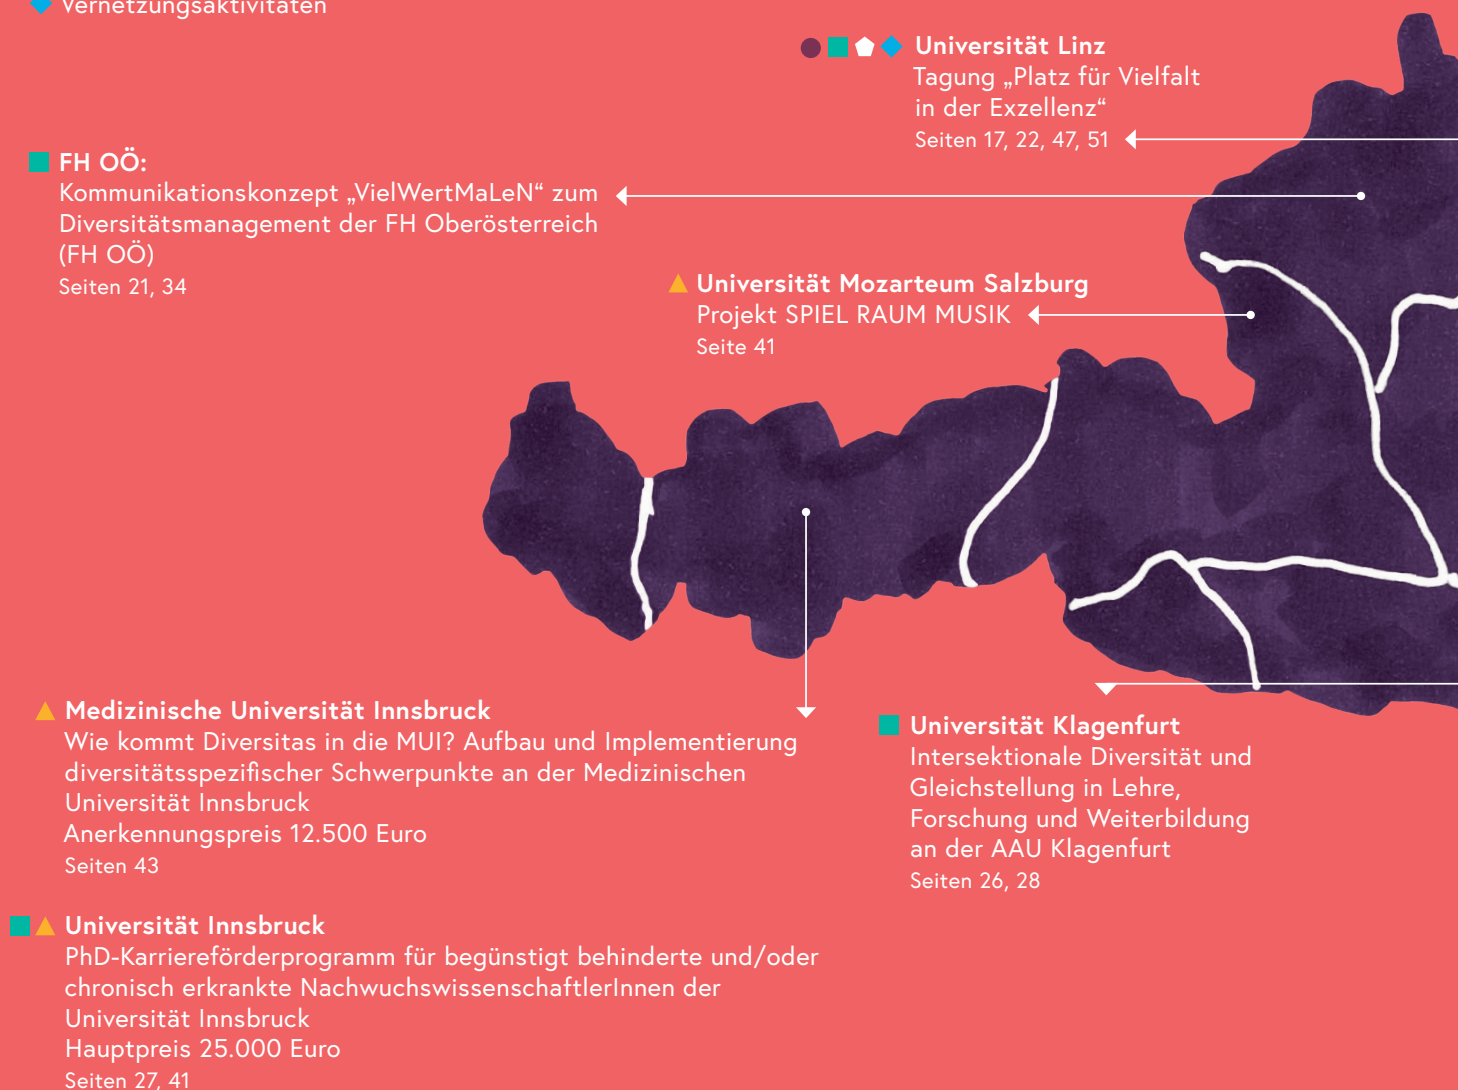 Vernetzungsaktivitäten
Universität Linz
Tagung „Platz für Vielfalt
in der Exzellenz“
Seiten 17, 22, 47, 51
FH OÖ:
Kommunikationskonzept „VielWertMaLeN“ zum
Diversitätsmanagement der FH Oberösterreich
(FH OÖ)
Seiten 21, 34
Universität Mozarteum Salzburg
Projekt SPIEL RAUM MUSIK
Seite 41
Medizinische Universität Innsbruck
Wie kommt Diversitas in die MUI? Aufbau und Implementierung
diversitätsspezifischer Schwerpunkte an der Medizinischen
Universität Innsbruck
Anerkennungspreis 12.500 Euro
Seiten 43
Universität Klagenfurt
Intersektionale Diversität und
Gleichstellung in Lehre,
Forschung und Weiterbildung
an der AAU Klagenfurt
Seiten 26, 28
Universität Innsbruck
PhD-Karriereförderprogramm für begünstigt behinderte und/oder
chronisch erkrankte NachwuchswissenschaftlerInnen der
Universität Innsbruck
Hauptpreis 25.000 Euro
Seiten 27, 41